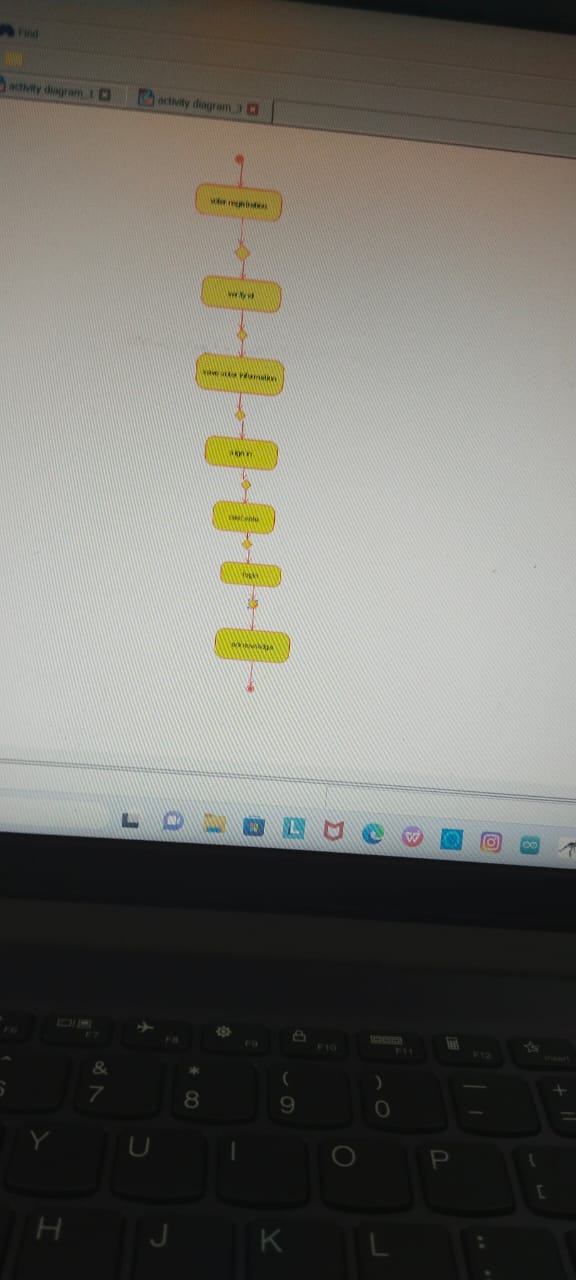 Find
activity diagram_1
activity diagram_3
voter registration
verify id
save voter information
sign in
cast vote
login
acknowledge
F6
F7
F8
F9
F10
F11
F12
Insert
& 7
* 8
( 9
) 0
_ -
+ =
Y U I O P { [
H J K L : ;